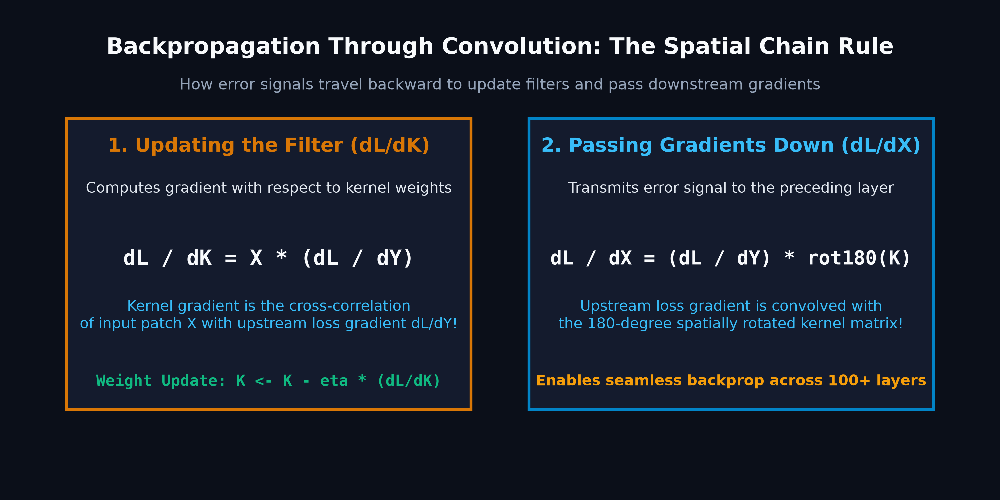 Backpropagation Through Convolution: The Spatial Chain Rule
How error signals travel backward to update filters and pass downstream gradients
1. Updating the Filter (dL/dK)
Computes gradient with respect to kernel weights
dL / dK = X * (dL / dY)
Kernel gradient is the cross-correlation
of input patch X with upstream loss gradient dL/dY!
Weight Update: K <- K - eta * (dL/dK)
2. Passing Gradients Down (dL/dX)
Transmits error signal to the preceding layer
dL / dX = (dL / dY) * rot180(K)
Upstream loss gradient is convolved with
the 180-degree spatially rotated kernel matrix!
Enables seamless backprop across 100+ layers